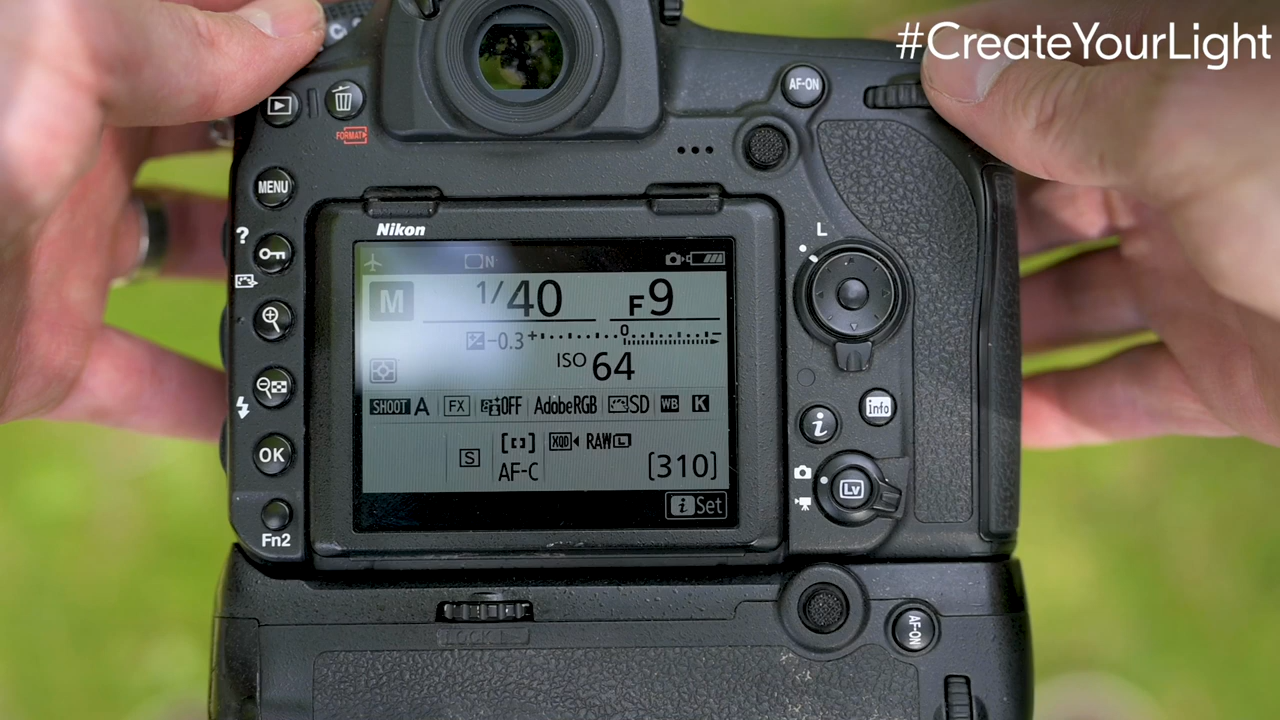 #CreateYourLight
AF-ON
FORMAT
MENU
?
L
Nikon
N
M 1/40 F9
-0.3 + 0 -
ISO 64
SHOOT A FX OFF AdobeRGB SD WB K
info
i
OK
S [ ] XQD RAW L
AF-C [310]
Lv
i Set
Fn2
LOCK L
AF-ON